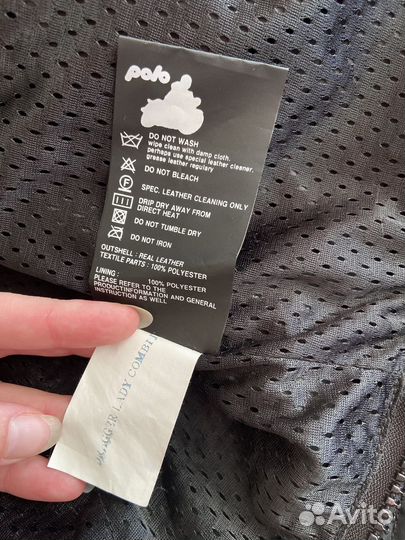 polo
DO NOT WASH
wipe clean with damp cloth.
perhaps use special leather cleaner.
grease leather regulary
DO NOT BLEACH
SPEC. LEATHER CLEANING ONLY
DRIP DRY AWAY FROM
DIRECT HEAT
DO NOT TUMBLE DRY
DO NOT IRON
OUTSHELL : REAL LEATHER
TEXTILE PARTS : 100% POLYESTER
LINING : 100% POLYESTER
PLEASE REFER TO THE
PRODUCTINFORMATION AND GENERAL
INSTRUCTION AS WELL
LADY COMBI
Avito